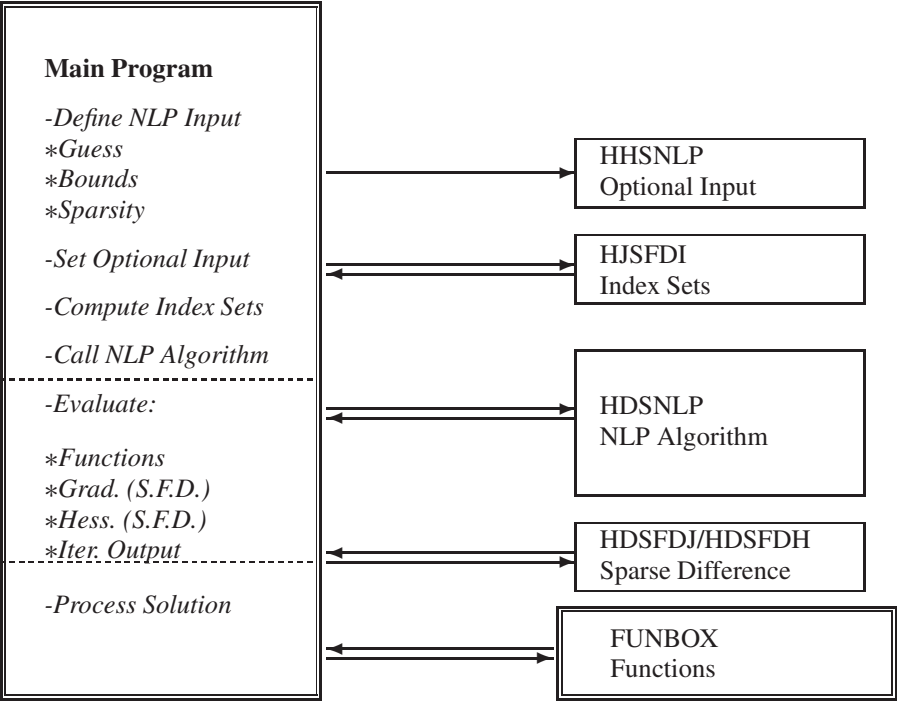 Main Program
-Define NLP Input
*Guess
*Bounds
*Sparsity
-Set Optional Input
-Compute Index Sets
-Call NLP Algorithm
-Evaluate:
*Functions
*Grad. (S.F.D.)
*Hess. (S.F.D.)
*Iter. Output
-Process Solution
HHSNLP
Optional Input
HJSFDI
Index Sets
HDSNLP
NLP Algorithm
HDSFDJ/HDSFDH
Sparse Difference
FUNBOX
Functions